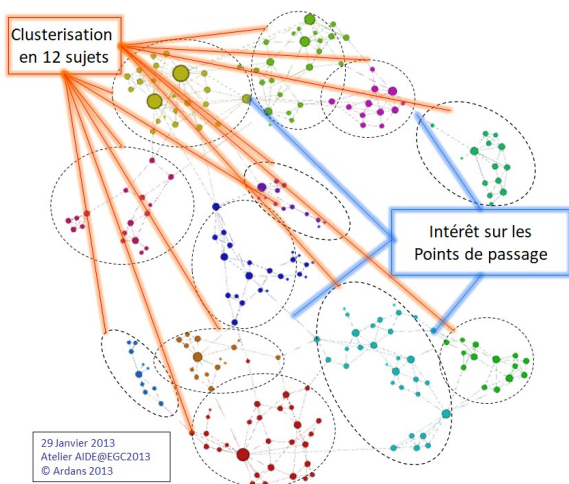 Clusterisation
en 12 sujets
Intérêt sur les
Points de passage
29 Janvier 2013
Atelier AIDE@EGC2013
© Ardans 2013